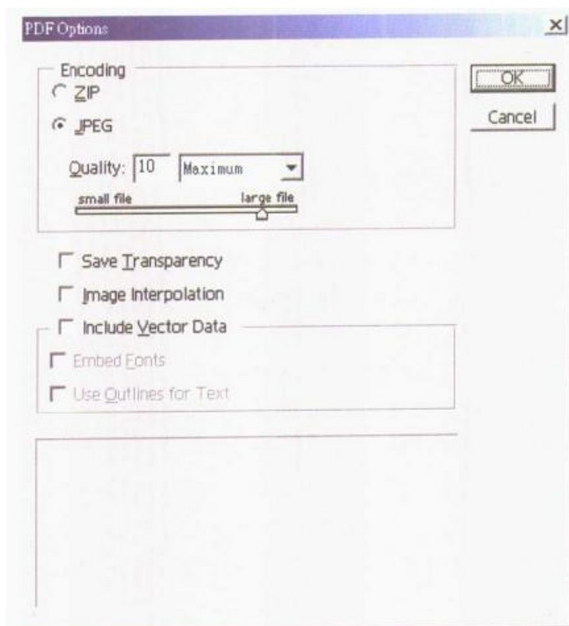 PDF Options
Encoding
ZIP
JPEG
Quality: 10 Maximum
small file large file
Save Transparency
Image Interpolation
Include Vector Data
Embed Fonts
Use Outlines for Text
OK
Cancel